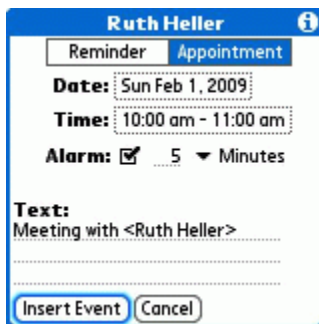 Ruth Heller i
Reminder Appointment
Date: Sun Feb 1, 2009
Time: 10:00 am - 11:00 am
Alarm: 5 Minutes
Text:
Meeting with <Ruth Heller>
Insert Event Cancel